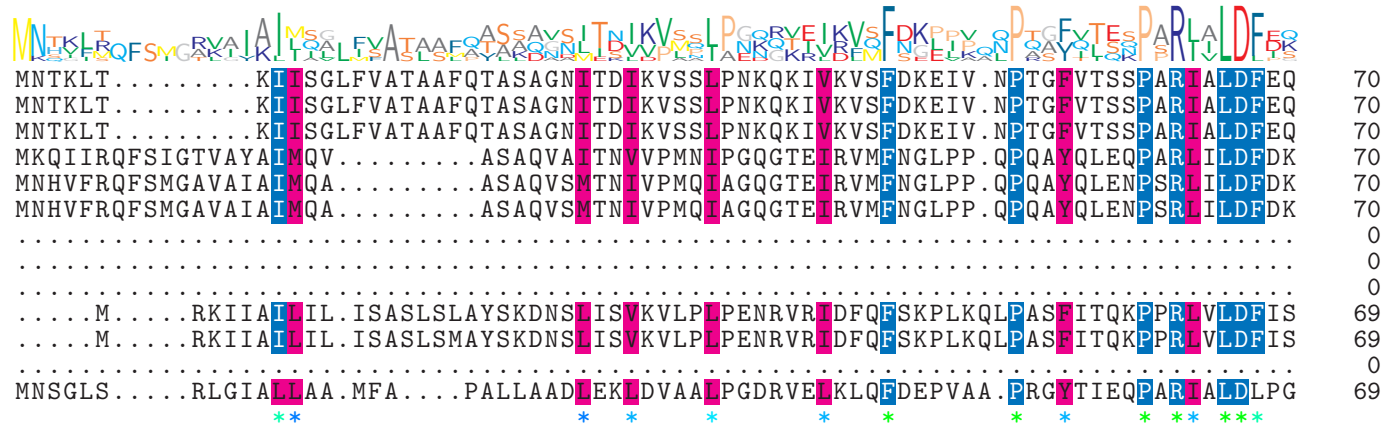 MNTKLT.........KIISGLFVATAAFQTASAGNITDIKVSSLPNKQKIVKVSFDKEIV.NPTGFVTSSPARIALDFEQ 70
MNTKLT.........KIISGLFVATAAFQTASAGNITDIKVSSLPNKQKIVKVSFDKEIV.NPTGFVTSSPARIALDFEQ 70
MNTKLT.........KIISGLFVATAAFQTASAGNITDIKVSSLPNKQKIVKVSFDKEIV.NPTGFVTSSPARIALDFEQ 70
MKQIIRQFSIGTVAYAIMQV.........ASAQVAITNVVPMNIPGQGTEIRVMFNGLPP.QPQAYQLEQPARLILDFDK 70
MNHVFRQFSMGAVAIAIMQA.........ASAQVSMTNIVPMQIAGQGTEIRVMFNGLPP.QPQAYQLENPSRLILDFDK 70
MNHVFRQFSMGAVAIAIMQA.........ASAQVSMTNIVPMQIAGQGTEIRVMFNGLPP.QPQAYQLENPSRLILDFDK 70
................................................................................ 0
................................................................................ 0
................................................................................ 0
.....M.....RKIIAILIL.ISASLSLAYSKDNSLISVKVLPLPENRVRIDFQFSKPLKQLPASFITQKPPRLVLDFIS 69
.....M.....RKIIAILIL.ISASLSMAYSKDNSLISVKVLPLPENRVRIDFQFSKPLKQLPASFITQKPPRLVLDFIS 69
................................................................................ 0
MNSGLS.....RLGIALLAA.MFA....PALLAADLEKLDVAALPGDRVELKLQFDEPVAA.PRGYTIEQPARIALDLPG 69
** * * * * * * * * ** ***